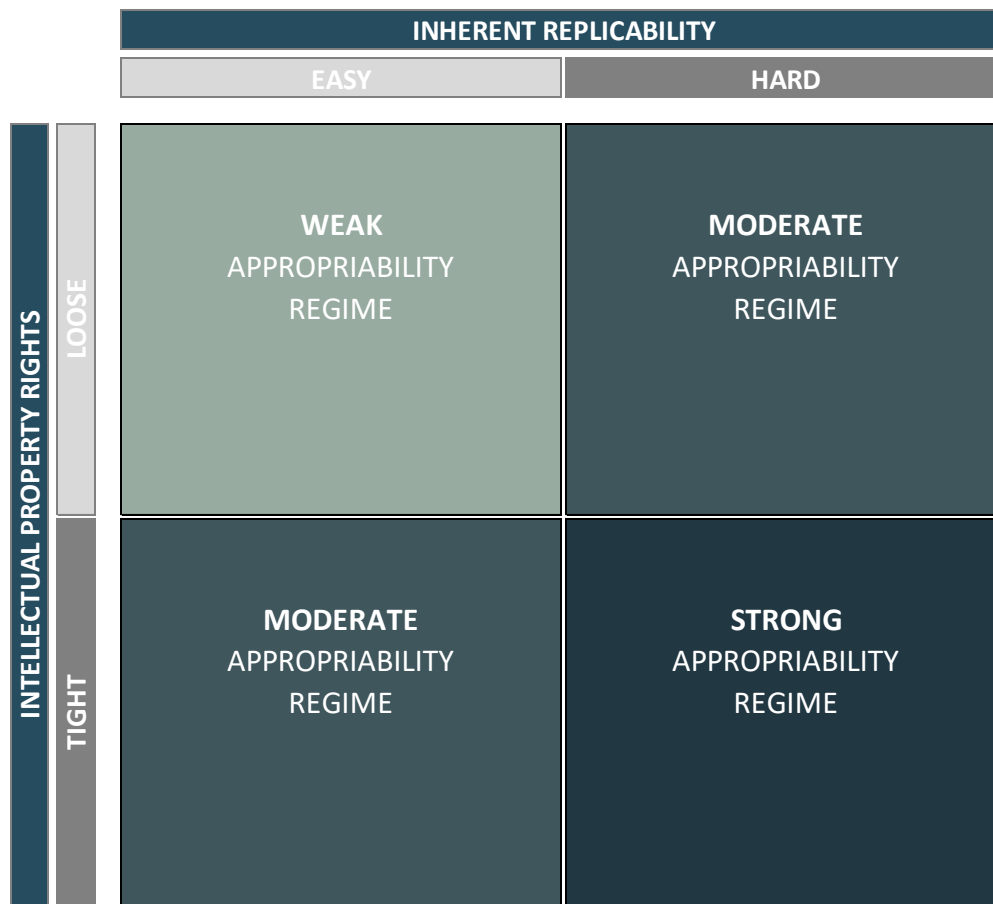 INHERENT REPLICABILITY
EASY
HARD
INTELLECTUAL PROPERTY RIGHTS
LOOSE
WEAK
APPROPRIABILITY
REGIME
MODERATE
APPROPRIABILITY
REGIME
TIGHT
MODERATE
APPROPRIABILITY
REGIME
STRONG
APPROPRIABILITY
REGIME